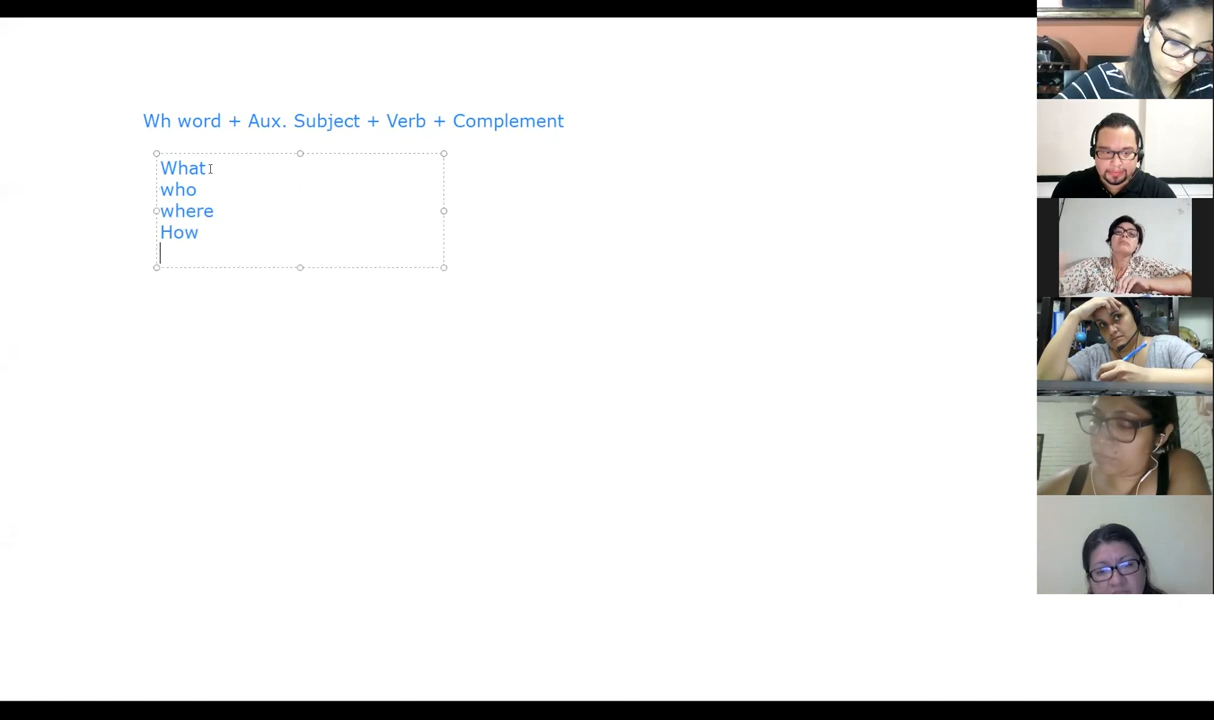 Wh word + Aux. Subject + Verb + Complement
What
who
where
How